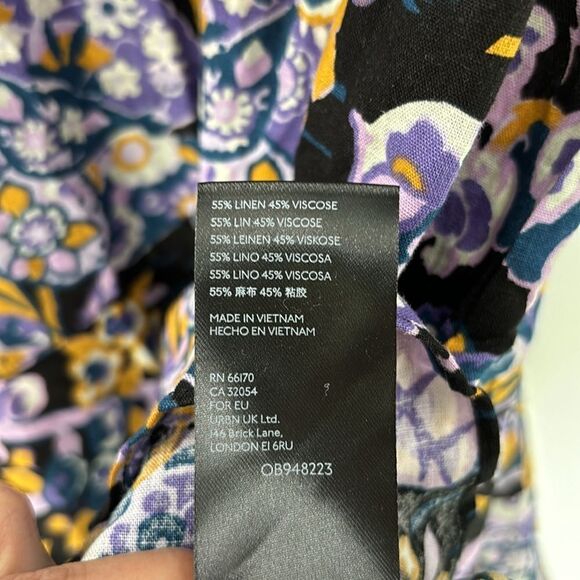 55% LINEN 45% VISCOSE
55% LIN 45% VISCOSE
55% LEINEN 45% VISKOSE
55% LINO 45% VISCOSA
55% LINO 45% VISCOSA
55% 麻布 45% 粘胶
MADE IN VIETNAM
HECHO EN VIETNAM
RN 66170
CA 32054
FOR EU
URBN UK Ltd.
146 Brick Lane,
LONDON E1 6RU
OB948223